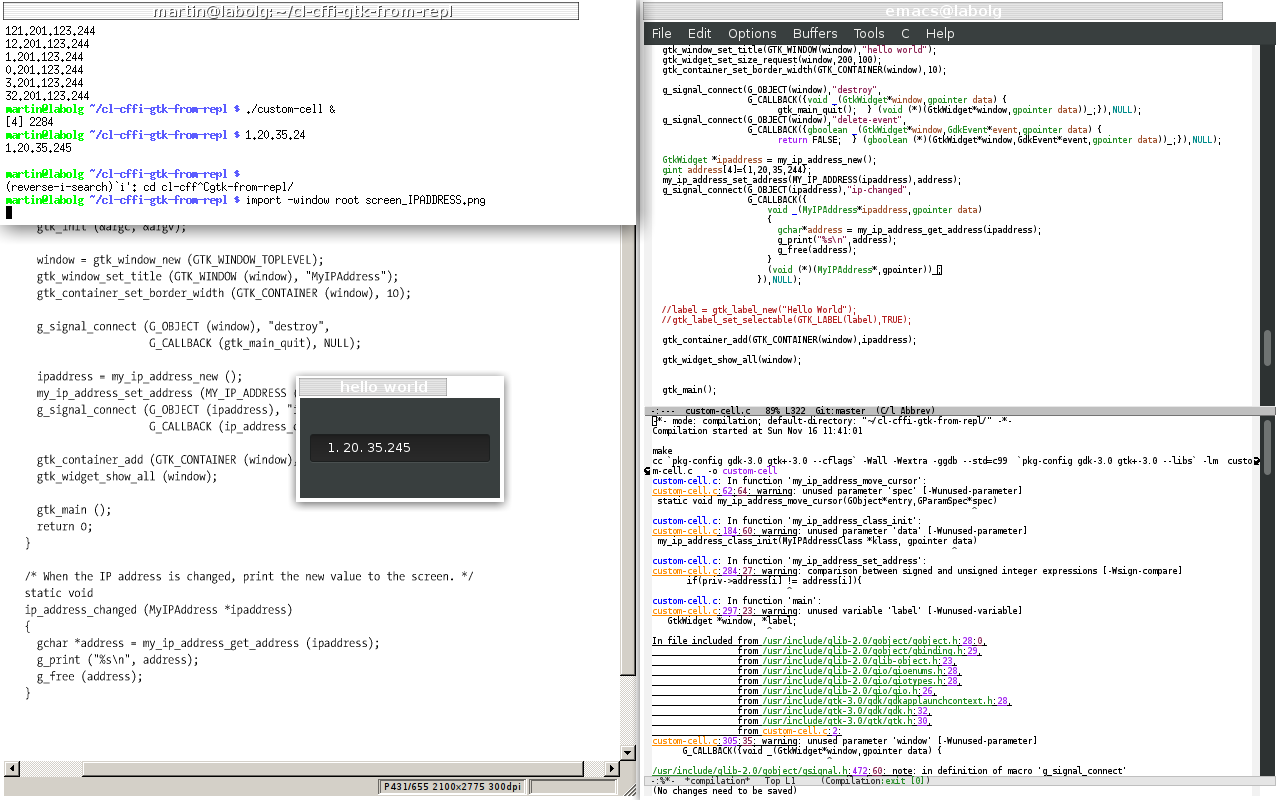 martin@labolg:~/cl-cffi-gtk-from-repl
121.201.123.244
12.201.123.244
1.201.123.244
0.201.123.244
3.201.123.244
32.201.123.244
martin@labolg ~/cl-cffi-gtk-from-repl $ ./custom-cell &
[4] 2284
martin@labolg ~/cl-cffi-gtk-from-repl $ 1.20.35.24
1.20.35.245
martin@labolg ~/cl-cffi-gtk-from-repl $
(reverse-i-search)`i': cd cl-cff^Cgtk-from-repl/
martin@labolg ~/cl-cffi-gtk-from-repl $ import -window root screen_IPADDRESS.png
gtk_init (&argc, &argv);
window = gtk_window_new (GTK_WINDOW_TOPLEVEL);
gtk_window_set_title (GTK_WINDOW (window), "MyIPAddress");
gtk_container_set_border_width (GTK_CONTAINER (window), 10);
g_signal_connect (G_OBJECT (window), "destroy",
G_CALLBACK (gtk_main_quit), NULL);
ipaddress = my_ip_address_new ();
my_ip_address_set_address (MY_IP_ADDRESS
g_signal_connect (G_OBJECT (ipaddress), "i
G_CALLBACK (ip_address_c
gtk_container_add (GTK_CONTAINER (window),
gtk_widget_show_all (window);
gtk_main ();
return 0;
}
/* When the IP address is changed, print the new value to the screen. */
static void
ip_address_changed (MyIPAddress *ipaddress)
{
gchar *address = my_ip_address_get_address (ipaddress);
g_print ("%s\n", address);
g_free (address);
}
P431/655 2100x2775 300dpi
hello world
1. 20. 35.245
emacs@labolg
File Edit Options Buffers Tools C Help
gtk_window_set_title(GTK_WINDOW(window),"hello world");
gtk_widget_set_size_request(window,200,100);
gtk_container_set_border_width(GTK_CONTAINER(window),10);
g_signal_connect(G_OBJECT(window),"destroy",
G_CALLBACK({void _(GtkWidget*window,gpointer data) {
gtk_main_quit();  } (void (*)(GtkWidget*window,gpointer data))_;}),NULL);
g_signal_connect(G_OBJECT(window),"delete-event",
G_CALLBACK({gboolean _(GtkWidget*window,GdkEvent*event,gpointer data) {
return FALSE;  } (gboolean (*)(GtkWidget*window,GdkEvent*event,gpointer data))_;}),NULL);
GtkWidget *ipaddress = my_ip_address_new();
gint address[4]={1,20,35,244};
my_ip_address_set_address(MY_IP_ADDRESS(ipaddress),address);
g_signal_connect(G_OBJECT(ipaddress),"ip-changed",
G_CALLBACK({
void _(MyIPAddress*ipaddress,gpointer data)
{
gchar*address = my_ip_address_get_address(ipaddress);
g_print("%s\n",address);
g_free(address);
}
(void (*)(MyIPAddress*,gpointer))_;
}),NULL);
//label = gtk_label_new("Hello World");
//gtk_label_set_selectable(GTK_LABEL(label),TRUE);
gtk_container_add(GTK_CONTAINER(window),ipaddress);
gtk_widget_show_all(window);
gtk_main();
-:--- custom-cell.c 89% L322 Git:master (C/l Abbrev)
-*- mode: compilation; default-directory: "~/cl-cffi-gtk-from-repl/" -*-
Compilation started at Sun Nov 16 11:41:01
make
cc `pkg-config gdk-3.0 gtk+-3.0 --cflags` -Wall -Wextra -ggdb --std=c99  `pkg-config gdk-3.0 gtk+-3.0 --libs` -lm  custo
m-cell.c   -o custom-cell
custom-cell.c: In function 'my_ip_address_move_cursor':
custom-cell.c:62:64: warning: unused parameter 'spec' [-Wunused-parameter]
static void my_ip_address_move_cursor(GObject*entry,GParamSpec*spec)
^
custom-cell.c: In function 'my_ip_address_class_init':
custom-cell.c:184:60: warning: unused parameter 'data' [-Wunused-parameter]
my_ip_address_class_init(MyIPAddressClass *klass, gpointer data)
^
custom-cell.c: In function 'my_ip_address_set_address':
custom-cell.c:284:27: warning: comparison between signed and unsigned integer expressions [-Wsign-compare]
if(priv->address[i] != address[i]){
^
custom-cell.c: In function 'main':
custom-cell.c:297:23: warning: unused variable 'label' [-Wunused-variable]
GtkWidget *window, *label;
^
In file included from /usr/include/glib-2.0/gobject/gobject.h:28:0,
from /usr/include/glib-2.0/gobject/gbinding.h:29,
from /usr/include/glib-2.0/glib-object.h:23,
from /usr/include/glib-2.0/gio/gioenums.h:28,
from /usr/include/glib-2.0/gio/giotypes.h:28,
from /usr/include/glib-2.0/gio/gio.h:26,
from /usr/include/gtk-3.0/gdk/gdkapplaunchcontext.h:28,
from /usr/include/gtk-3.0/gdk/gdk.h:32,
from /usr/include/gtk-3.0/gtk/gtk.h:30,
from custom-cell.c:2:
custom-cell.c:305:35: warning: unused parameter 'window' [-Wunused-parameter]
G_CALLBACK({void _(GtkWidget*window,gpointer data) {
^
/usr/include/glib-2.0/gobject/gsignal.h:472:60: note: in definition of macro 'g_signal_connect'
-:%*- *compilation* Top L1 (Compilation:exit [0])
(No changes need to be saved)